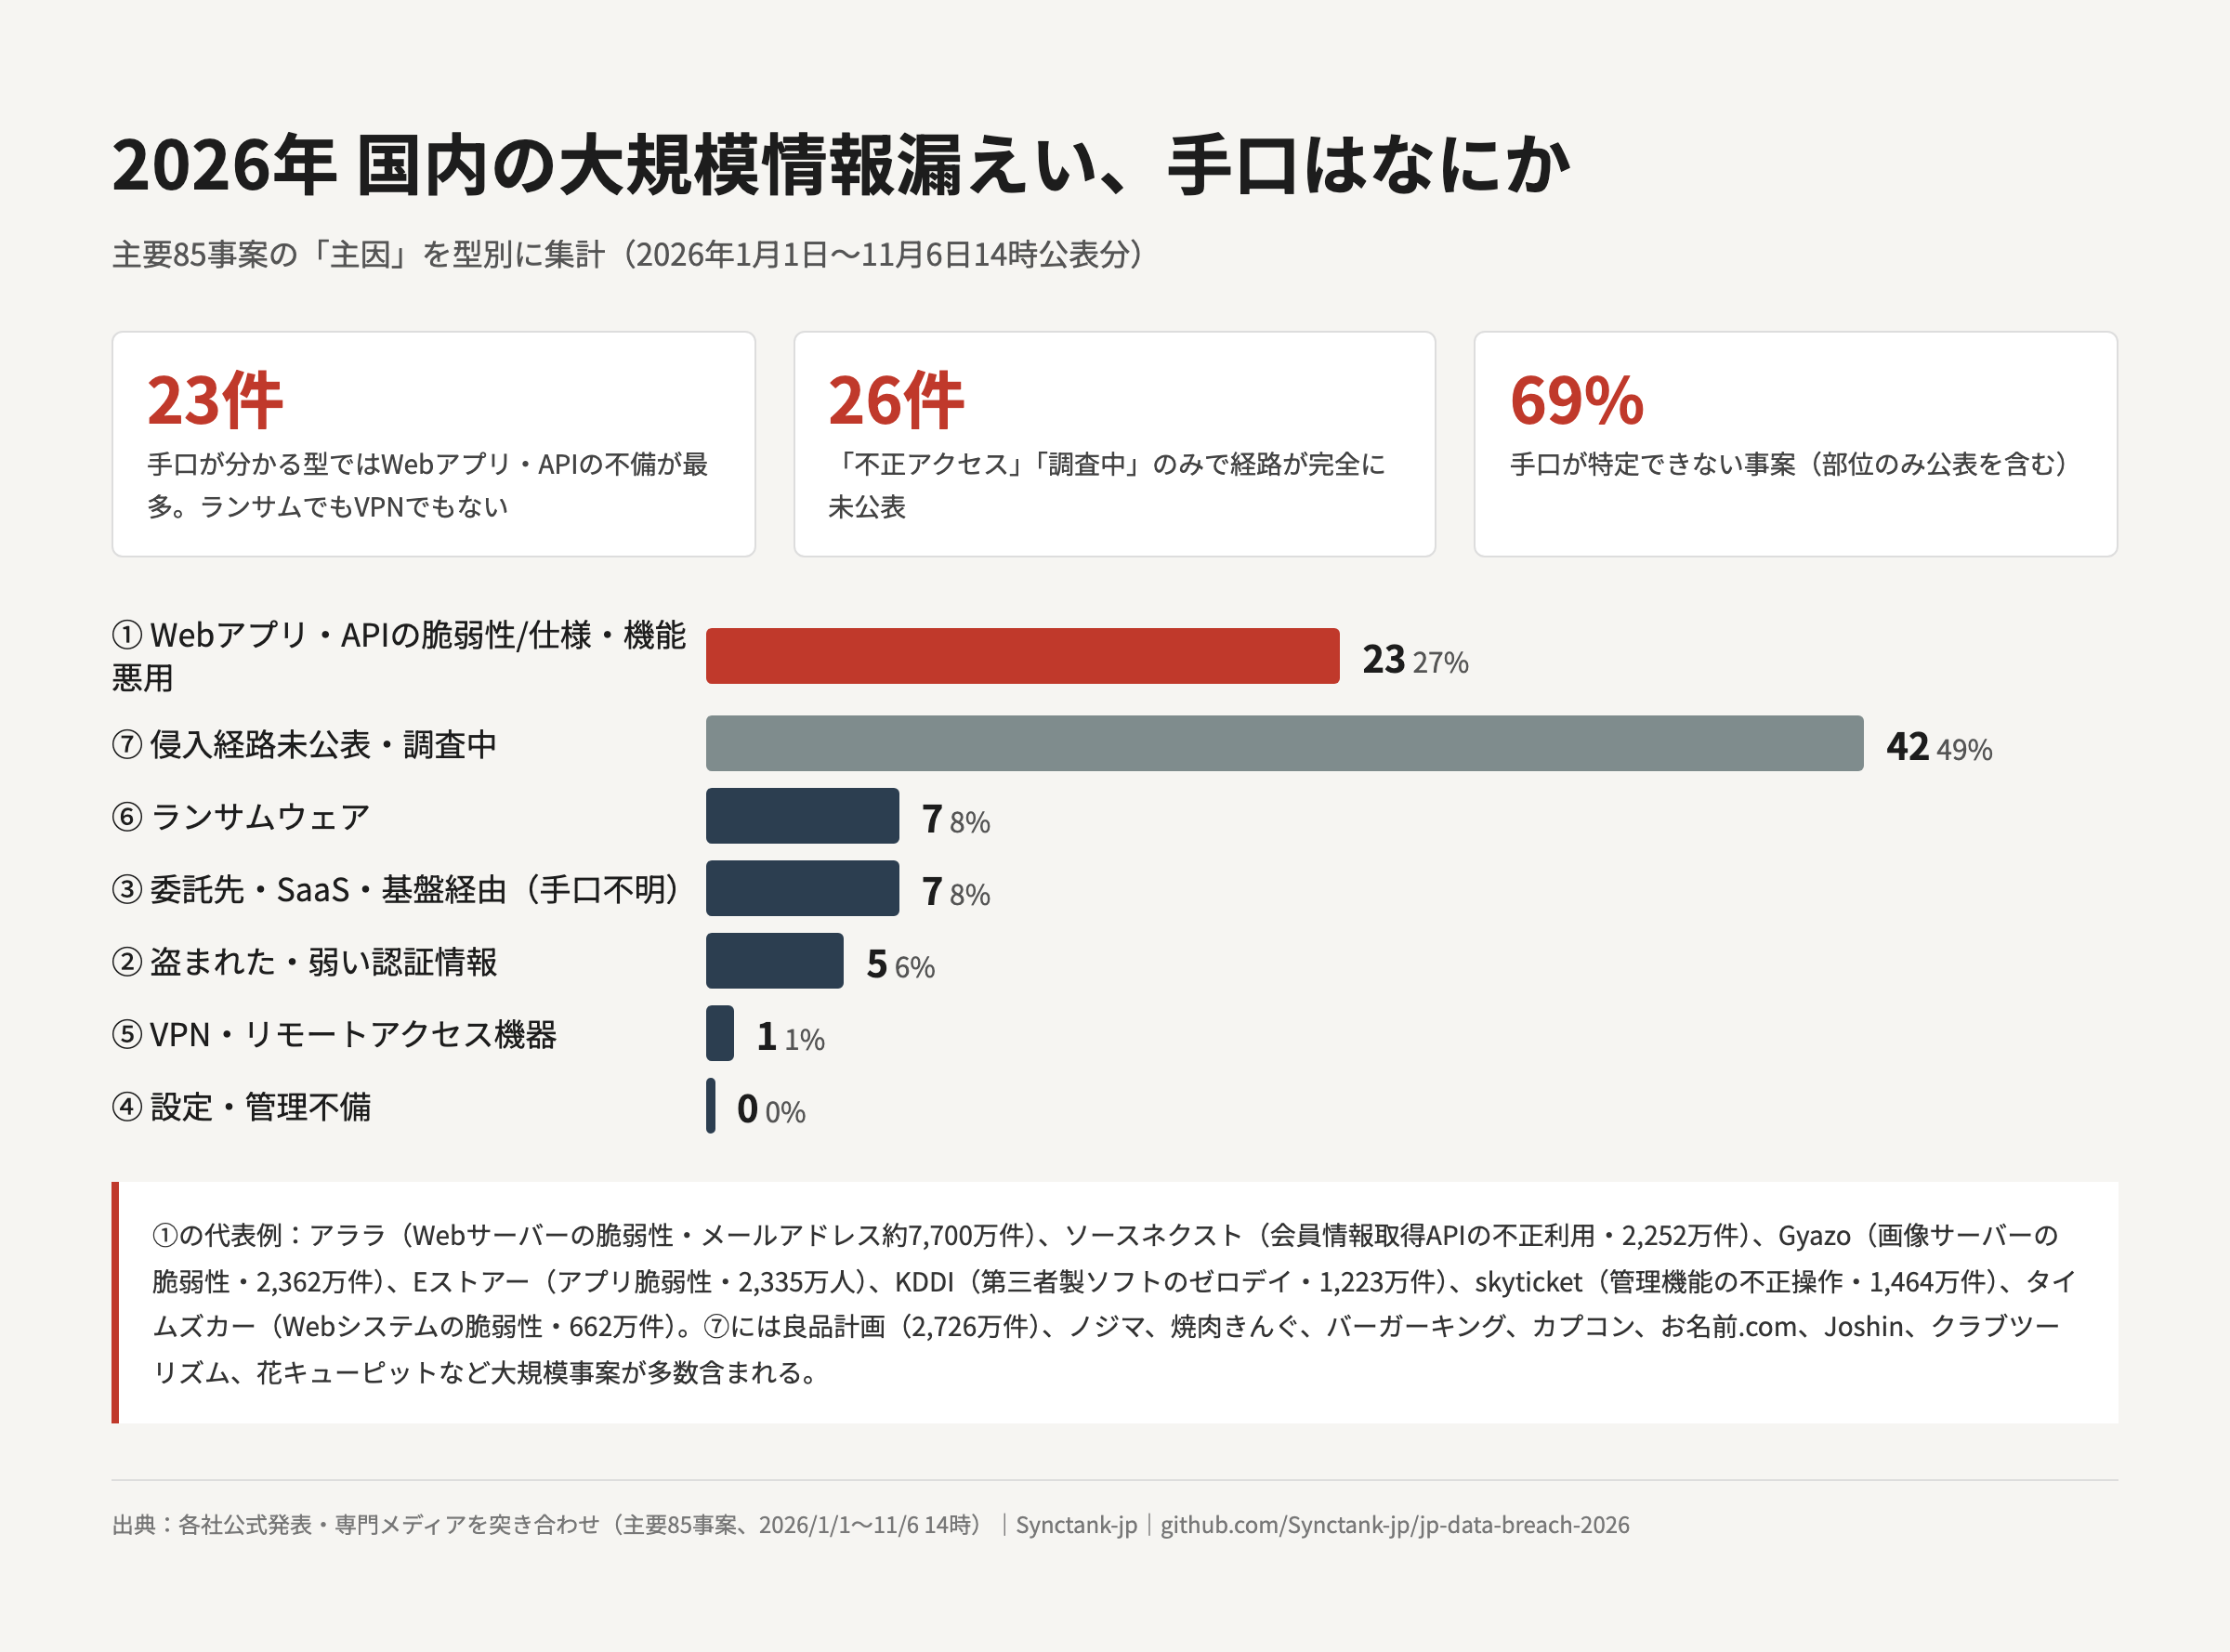 2026年 国内の大規模情報漏えい、手口はなにか
主要85事案の「主因」を型別に集計（2026年1月1日〜11月6日14時公表分）
23件
手口が分かる型ではWebアプリ・APIの不備が最
多。ランサムでもVPNでもない
26件
「不正アクセス」「調査中」のみで経路が完全に
未公表
69%
手口が特定できない事案（部位のみ公表を含む）
① Webアプリ・APIの脆弱性/仕様・機能
悪用
23 27%
⑦ 侵入経路未公表・調査中
42 49%
⑥ ランサムウェア
7 8%
③ 委託先・SaaS・基盤経由（手口不明）
7 8%
② 盗まれた・弱い認証情報
5 6%
⑤ VPN・リモートアクセス機器
1 1%
④ 設定・管理不備
0 0%
①の代表例：アララ（Webサーバーの脆弱性・メールアドレス約7,700万件）、ソースネクスト（会員情報取得APIの不正利用・2,252万件）、Gyazo（画像サーバーの
脆弱性・2,362万件）、Eストアー（アプリ脆弱性・2,335万人）、KDDI（第三者製ソフトのゼロデイ・1,223万件）、skyticket（管理機能の不正操作・1,464万件）、タイ
ムズカー（Webシステムの脆弱性・662万件）。⑦には良品計画（2,726万件）、ノジマ、焼肉きんぐ、バーガーキング、カプコン、お名前.com、Joshin、クラブツー
リズム、花キューピットなど大規模事案が多数含まれる。
出典：各社公式発表・専門メディアを突き合わせ（主要85事案、2026/1/1〜11/6 14時）｜Synctank-jp｜github.com/Synctank-jp/jp-data-breach-2026